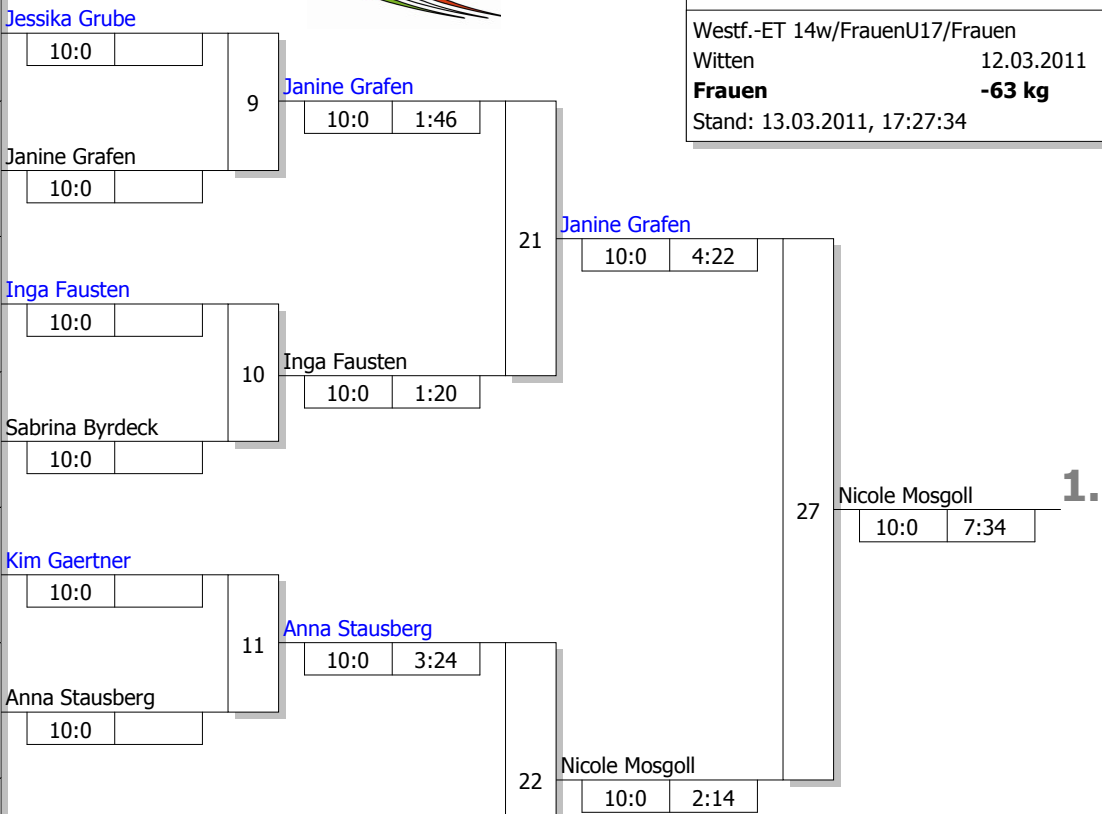 Westf.-ET 14w/FrauenU17/Frauen
Witten 12.03.2011
Frauen -63 kg
Stand: 13.03.2011, 17:27:34
Jessika Grube
10:0
9
Janine Grafen
10:0 1:46
Janine Grafen
10:0
21
Janine Grafen
10:0 4:22
Inga Fausten
10:0
10
Inga Fausten
10:0 1:20
Sabrina Byrdeck
10:0
27
Nicole Mosgoll 1.
10:0 7:34
Kim Gaertner
10:0
11
Anna Stausberg
10:0 3:24
Anna Stausberg
10:0
22
Nicole Mosgoll
10:0 2:14